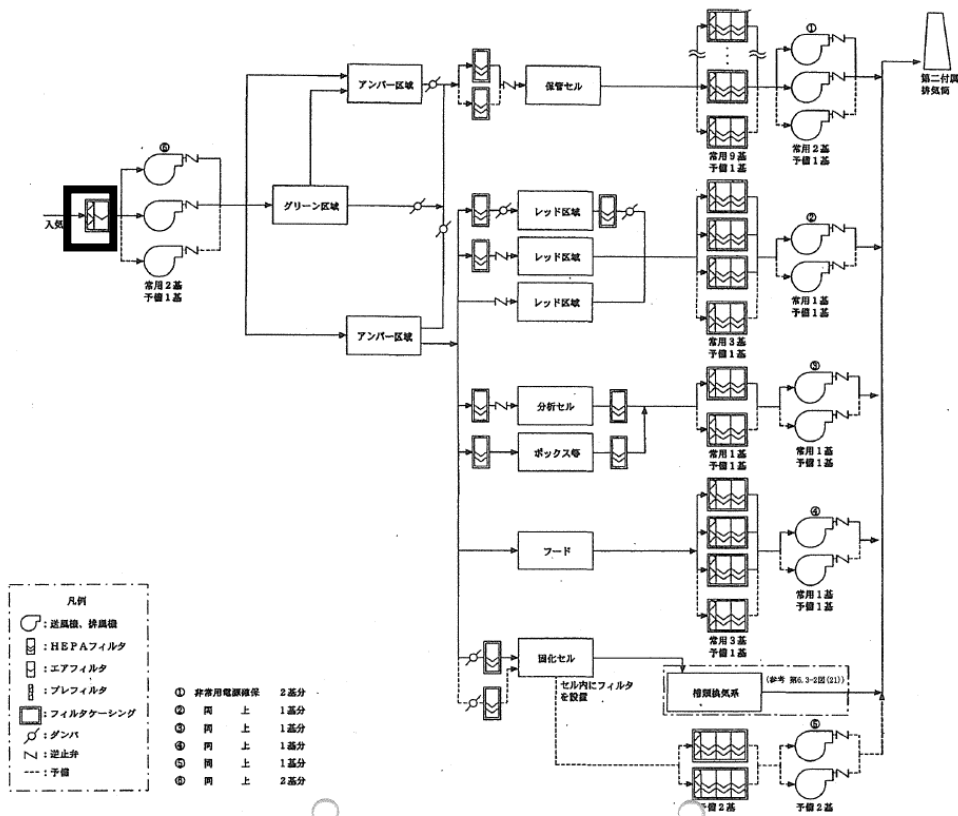 ①
第二付属
排気筒
アンバー区域
保管セル
常用9基
予備1基
常用2基
予備1基
⑥
入気
グリーン区域
常用2基
予備1基
レッド区域
②
レッド区域
レッド区域
常用3基
予備1基
常用1基
予備1基
アンバー区域
③
分析セル
ボックス等
常用1基
予備1基
常用1基
予備1基
④
フード
常用3基
予備1基
常用1基
予備1基
固化セル
セル内にフィルタ
を設置
(参考 第6.3-2図(21))
槽類換気系
⑤
予備2基
予備2基
凡例
:送風機、排風機
:HEPAフィルタ
:エアフィルタ
:プレフィルタ
:フィルタケーシング
:ダンパ
:逆止弁
:予備
① 非常用電源確保 2基分
② 同 上 1基分
③ 同 上 1基分
④ 同 上 1基分
⑤ 同 上 1基分
⑥ 同 上 2基分